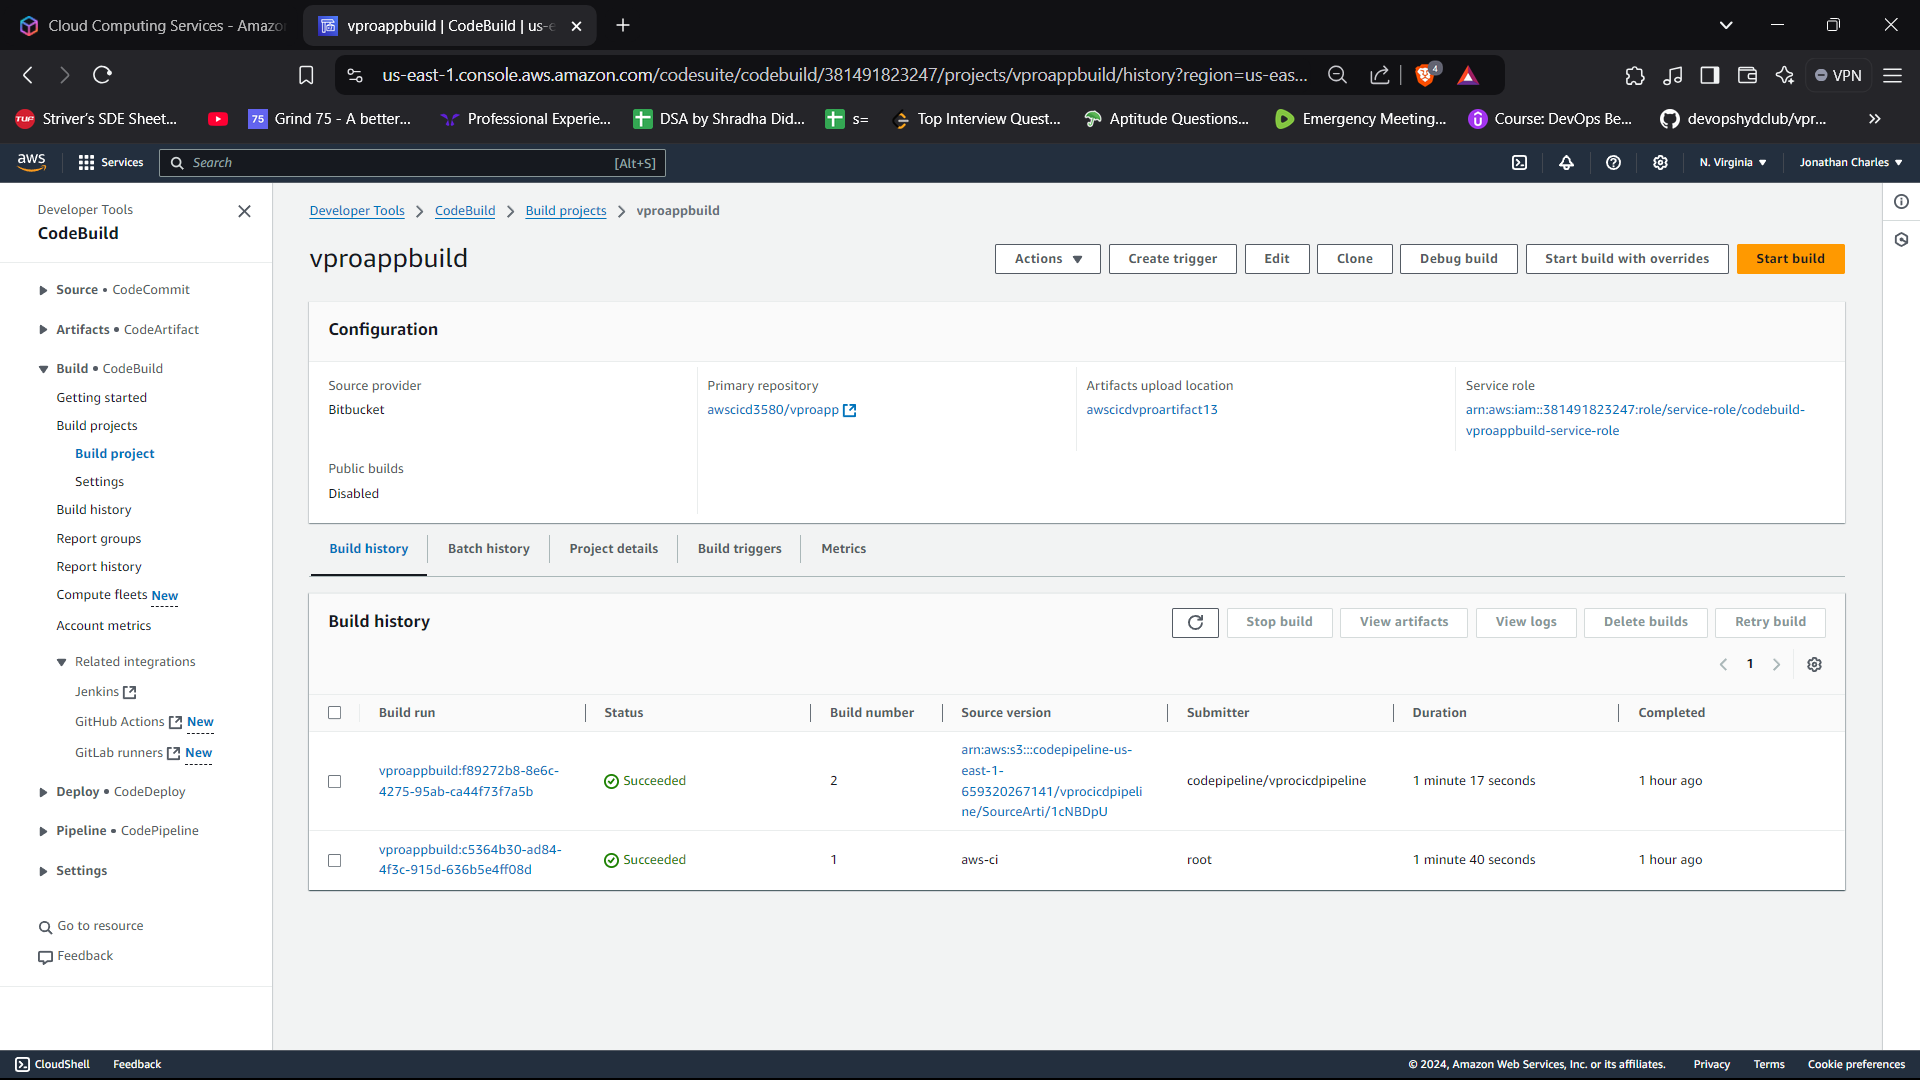 Cloud Computing Services - Amazo
vproappbuild | CodeBuild | us-e
us-east-1.console.aws.amazon.com/codesuite/codebuild/381491823247/projects/vproappbuild/history?region=us-eas...
4
VPN
TUF Striver's SDE Sheet...
75 Grind 75 - A better...
Professional Experie...
DSA by Shradha Did...
s=
Top Interview Quest...
Aptitude Questions...
Emergency Meeting...
Course: DevOps Be...
devopshydclub/vpr...
aws
Services
Search
[Alt+S]
N. Virginia
Jonathan Charles
Developer Tools
CodeBuild
Source • CodeCommit
Artifacts • CodeArtifact
Build • CodeBuild
Getting started
Build projects
Build project
Settings
Build history
Report groups
Report history
Compute fleets New
Account metrics
Related integrations
Jenkins
GitHub Actions New
GitLab runners New
Deploy • CodeDeploy
Pipeline • CodePipeline
Settings
Go to resource
Feedback
Developer Tools > CodeBuild > Build projects > vproappbuild
vproappbuild
Actions
Create trigger
Edit
Clone
Debug build
Start build with overrides
Start build
Configuration
Source provider
Bitbucket
Primary repository
awscicd3580/vproapp
Artifacts upload location
awscicdvproartifact13
Service role
arn:aws:iam::381491823247:role/service-role/codebuild-
vproappbuild-service-role
Public builds
Disabled
Build history
Batch history
Project details
Build triggers
Metrics
Build history
Stop build
View artifacts
View logs
Delete builds
Retry build
1
Build run
Status
Build number
Source version
Submitter
Duration
Completed
vproappbuild:f89272b8-8e6c-
4275-95ab-ca44f73f7a5b
Succeeded
2
arn:aws:s3:::codepipeline-us-
east-1-
659320267141/vprocicdpipeli
ne/SourceArti/1cNBDpU
codepipeline/vprocicdpipeline
1 minute 17 seconds
1 hour ago
vproappbuild:c5364b30-ad84-
4f3c-915d-636b5e4ff08d
Succeeded
1
aws-ci
root
1 minute 40 seconds
1 hour ago
CloudShell
Feedback
© 2024, Amazon Web Services, Inc. or its affiliates.
Privacy
Terms
Cookie preferences